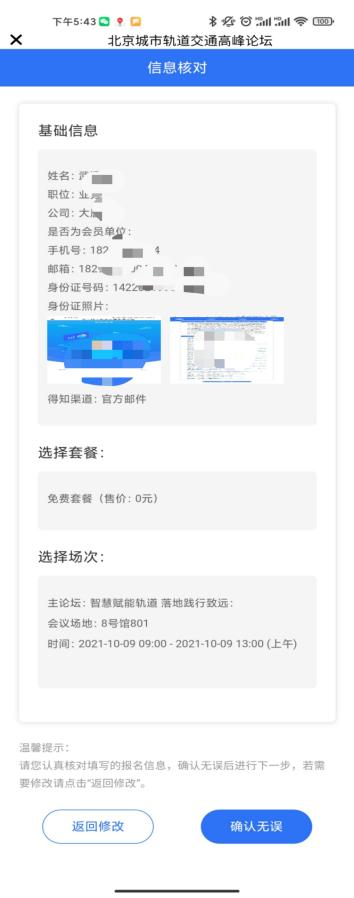 下午5:43
100
北京城市轨道交通高峰论坛
信息核对
基础信息
姓名:
职位:
公司: 大
是否为会员单位:
手机号: 182 4
邮箱: 182
身份证号码: 1422
身份证照片:
得知渠道: 官方邮件
选择套餐:
免费套餐（售价: 0元）
选择场次:
主论坛: 智慧赋能轨道 落地践行致远:
会议场地: 8号馆801
时间: 2021-10-09 09:00 - 2021-10-09 13:00 (上午)
温馨提示:
请您认真核对填写的报名信息，确认无误后进行下一步，若需
要修改请点击“返回修改”。
返回修改
确认无误